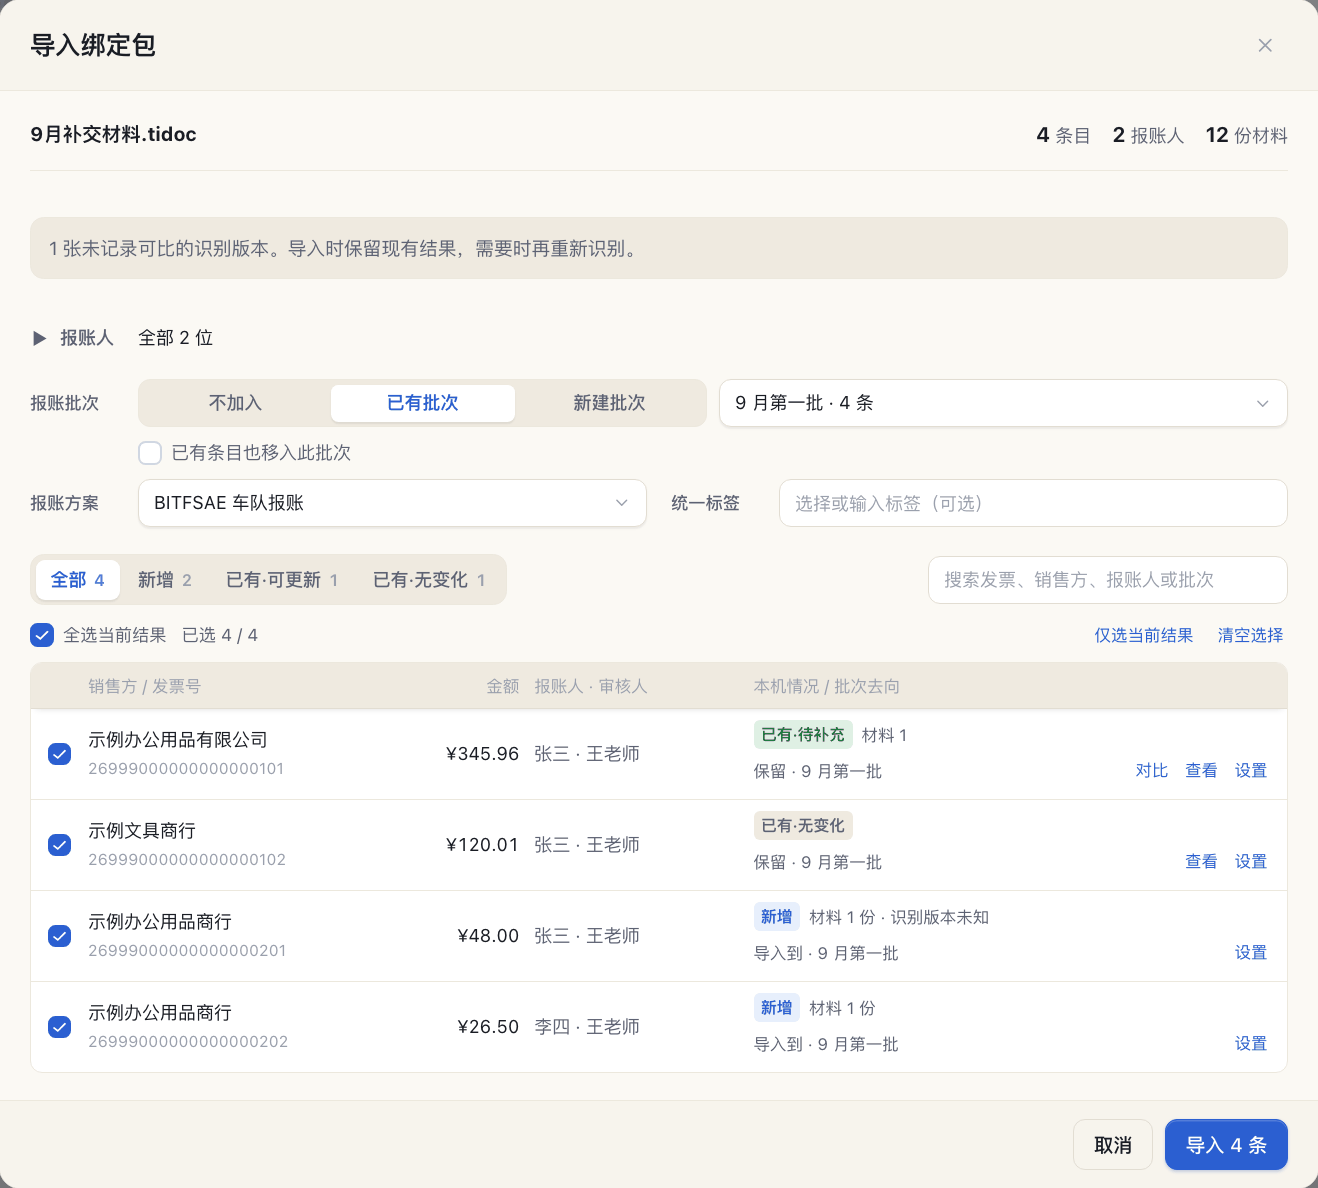 导入绑定包
9月补交材料.tidoc
4 条目 2 报账人 12 份材料
1 张未记录可比的识别版本。导入时保留现有结果，需要时再重新识别。
报账人 全部 2 位
报账批次 不加入 已有批次 新建批次 9 月第一批 · 4 条
已有条目也移入此批次
报账方案 BITFSAE 车队报账 统一标签 选择或输入标签（可选）
全部 4 新增 2 已有·可更新 1 已有·无变化 1 搜索发票、销售方、报账人或批次
全选当前结果 已选 4 / 4 仅选当前结果 清空选择
销售方 / 发票号 金额 报账人 · 审核人 本机情况 / 批次去向
示例办公用品有限公司 ¥345.96 张三 · 王老师 已有·待补充 材料 1
26999000000000000101 保留 · 9 月第一批 对比 查看 设置
示例文具商行 ¥120.01 张三 · 王老师 已有·无变化
26999000000000000102 保留 · 9 月第一批 查看 设置
示例办公用品商行 ¥48.00 张三 · 王老师 新增 材料 1 份 · 识别版本未知
26999000000000000201 导入到 · 9 月第一批 设置
示例办公用品商行 ¥26.50 李四 · 王老师 新增 材料 1 份
26999000000000000202 导入到 · 9 月第一批 设置
取消 导入 4 条